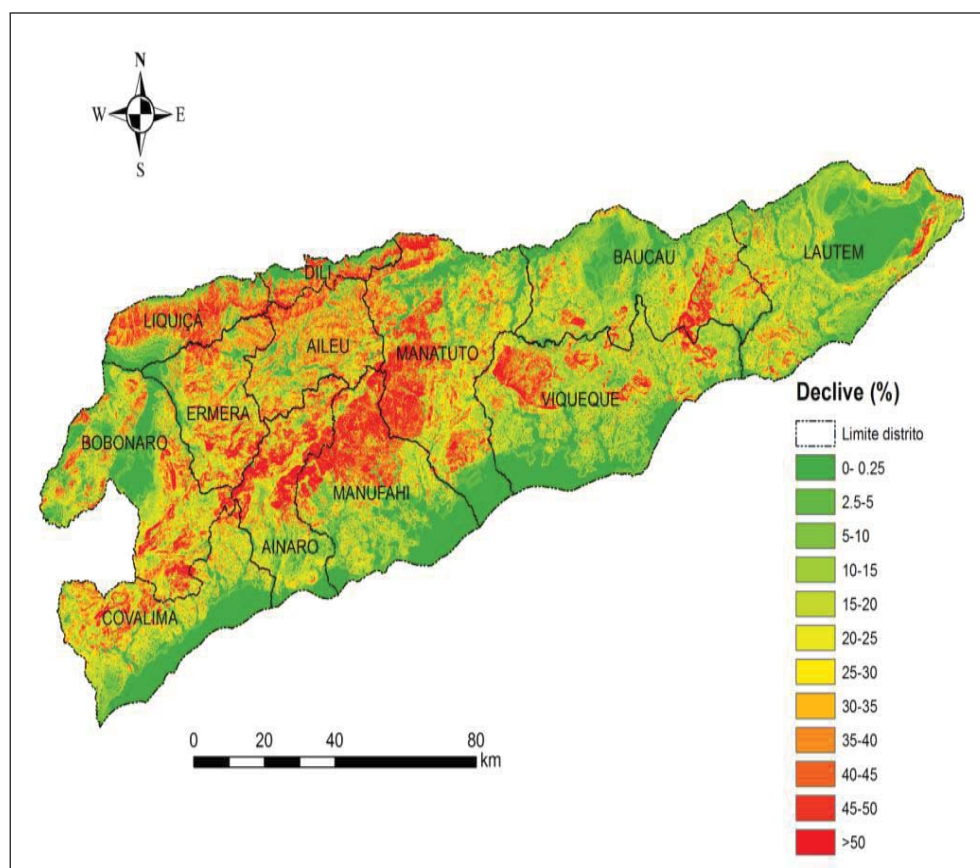 N
W E
S
LAUTEM
BAUCAU
DILI
LIQUIÇÁ
AILEU
MANATUTO
VIQUEQUE
ERMERA
BOBONARO
MANUFAHI
AINARO
COVALIMA
Declive (%)
Limite distrito
0- 0.25
2.5-5
5-10
10-15
15-20
20-25
25-30
30-35
35-40
40-45
45-50
>50
0 20 40 80
km